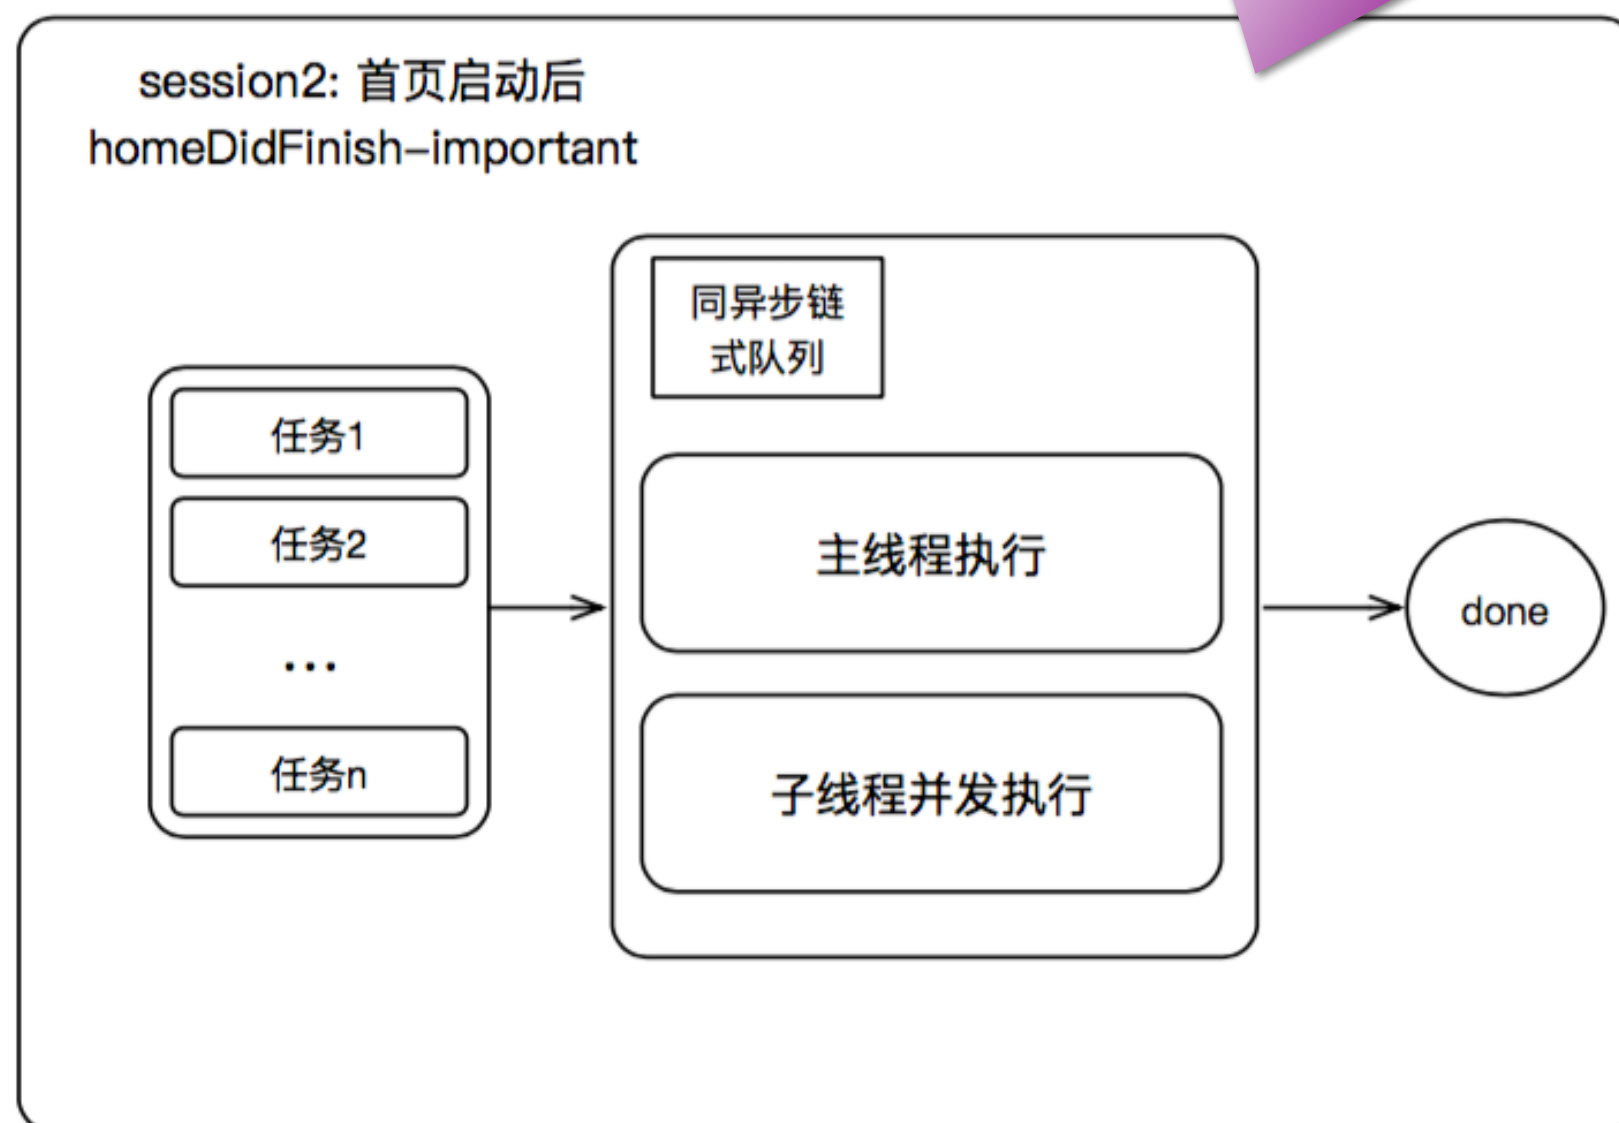 session2: 首页启动后
homeDidFinish-important
同异步链
式队列
任务1
任务2
...
任务n
主线程执行
子线程并发执行
done